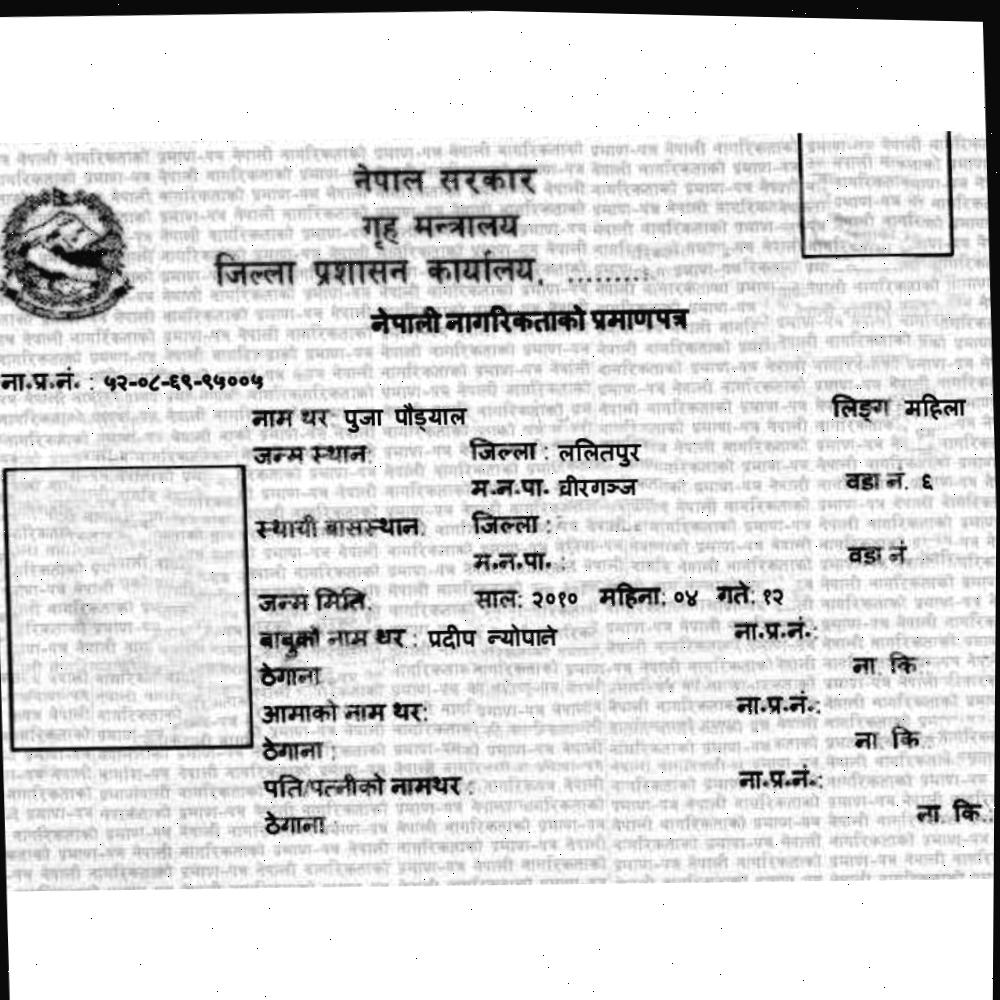 नेपाल सरकार
गृह मन्त्रालय
जिल्ला प्रशासन कार्यालय, ..........
नेपाली नागरिकताको प्रमाणपत्र
ना.प्र.नं. : ५२-०८-६९-९५००५
नाम थर पुजा पौड्याल लिङ्ग महिला
जन्म स्थान: जिल्ला : ललितपुर
म.न.पा. वीरगञ्ज वडा नं. ६
स्थायी बासस्थान: जिल्ला :
म.न.पा. : वडा नं.
जन्म मिति: साल: २०१० महिना: ०४ गते: १२
बाबुको नाम थर : प्रदीप न्योपाने ना.प्र.नं.:
ठेगाना: ना. कि.:
आमाको नाम थर: ना.प्र.नं.:
ठेगाना : ना. कि.:
पति/पत्नीको नामथर : ना.प्र.नं.:
ठेगाना: ना. कि.: